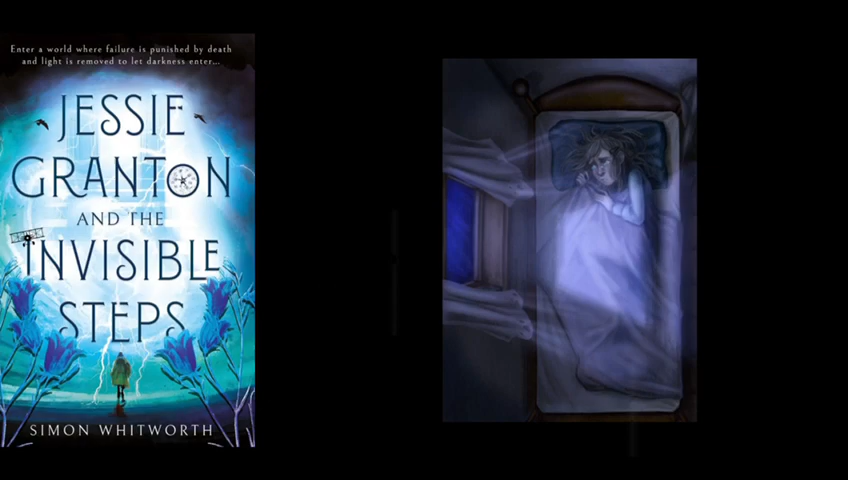 Enter a world where failure is punished by death
and light is removed to let darkness enter...
JESSIE
GRANTON
AND THE
INVISIBLE
STEPS
SIMON WHITWORTH